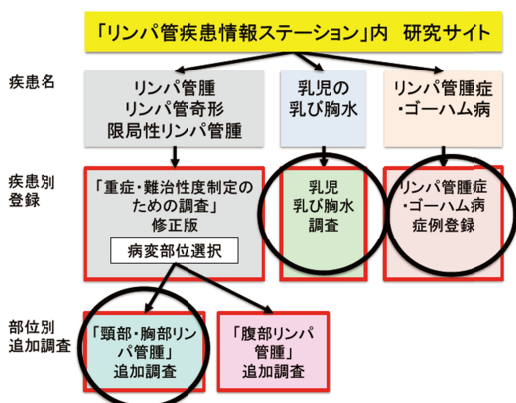 「リンパ管疾患情報ステーション」内 研究サイト
疾患名
リンパ管腫
リンパ管奇形
限局性リンパ管腫
乳児の
乳び胸水
リンパ管腫症
・ゴーハム病
疾患別
登録
「重症・難治性度制定の
ための調査」
修正版
病変部位選択
乳児
乳び胸水
調査
リンパ管腫症
・ゴーハム病
症例登録
部位別
追加調査
「頸部・胸部リン
パ管腫」
追加調査
「腹部リンパ
管腫」
追加調査